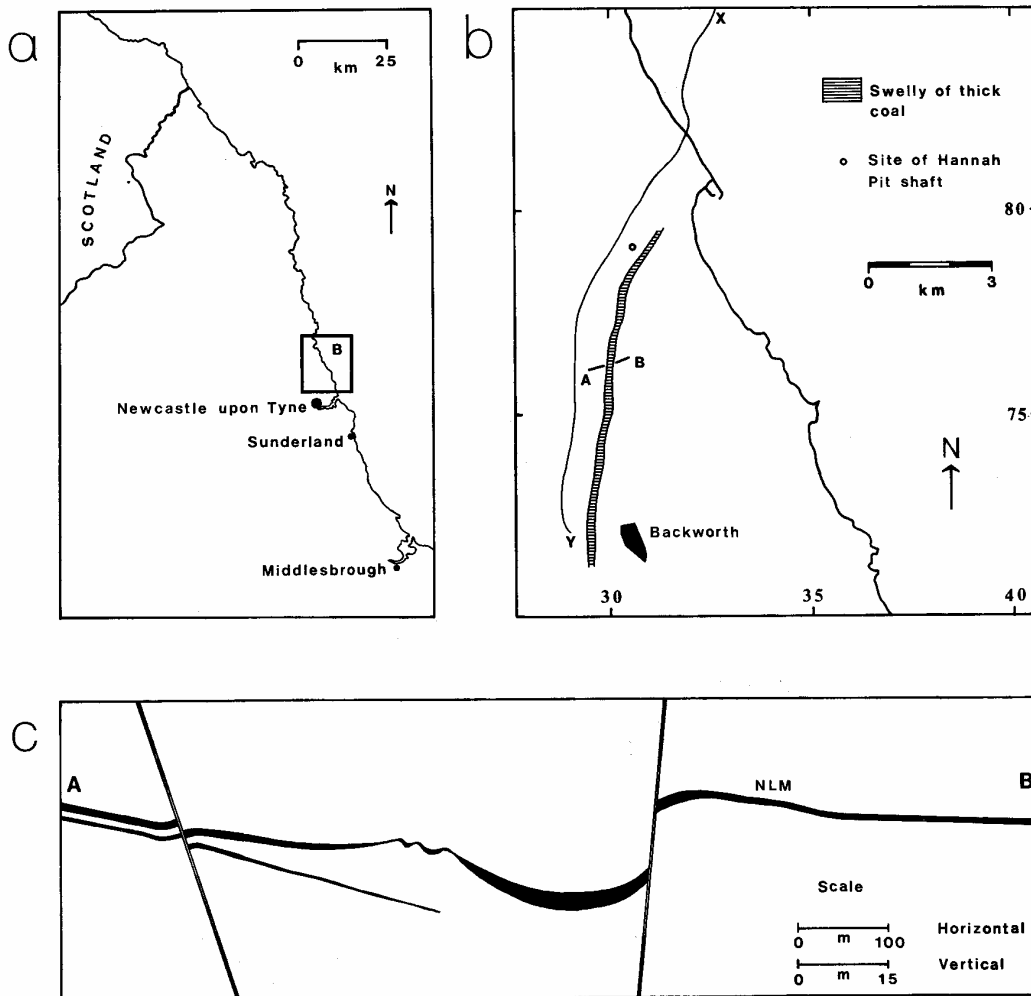 a
0 25
km
SCOTLAND
N
B
Newcastle upon Tyne
Sunderland
Middlesbrough
b
X
Swelly of thick
coal
Site of Hannah
Pit shaft
80
0 3
km
A
B
75
N
Y
Backworth
30
35
40
c
A
NLM
B
Scale
0 m 100 Horizontal
0 m 15 Vertical